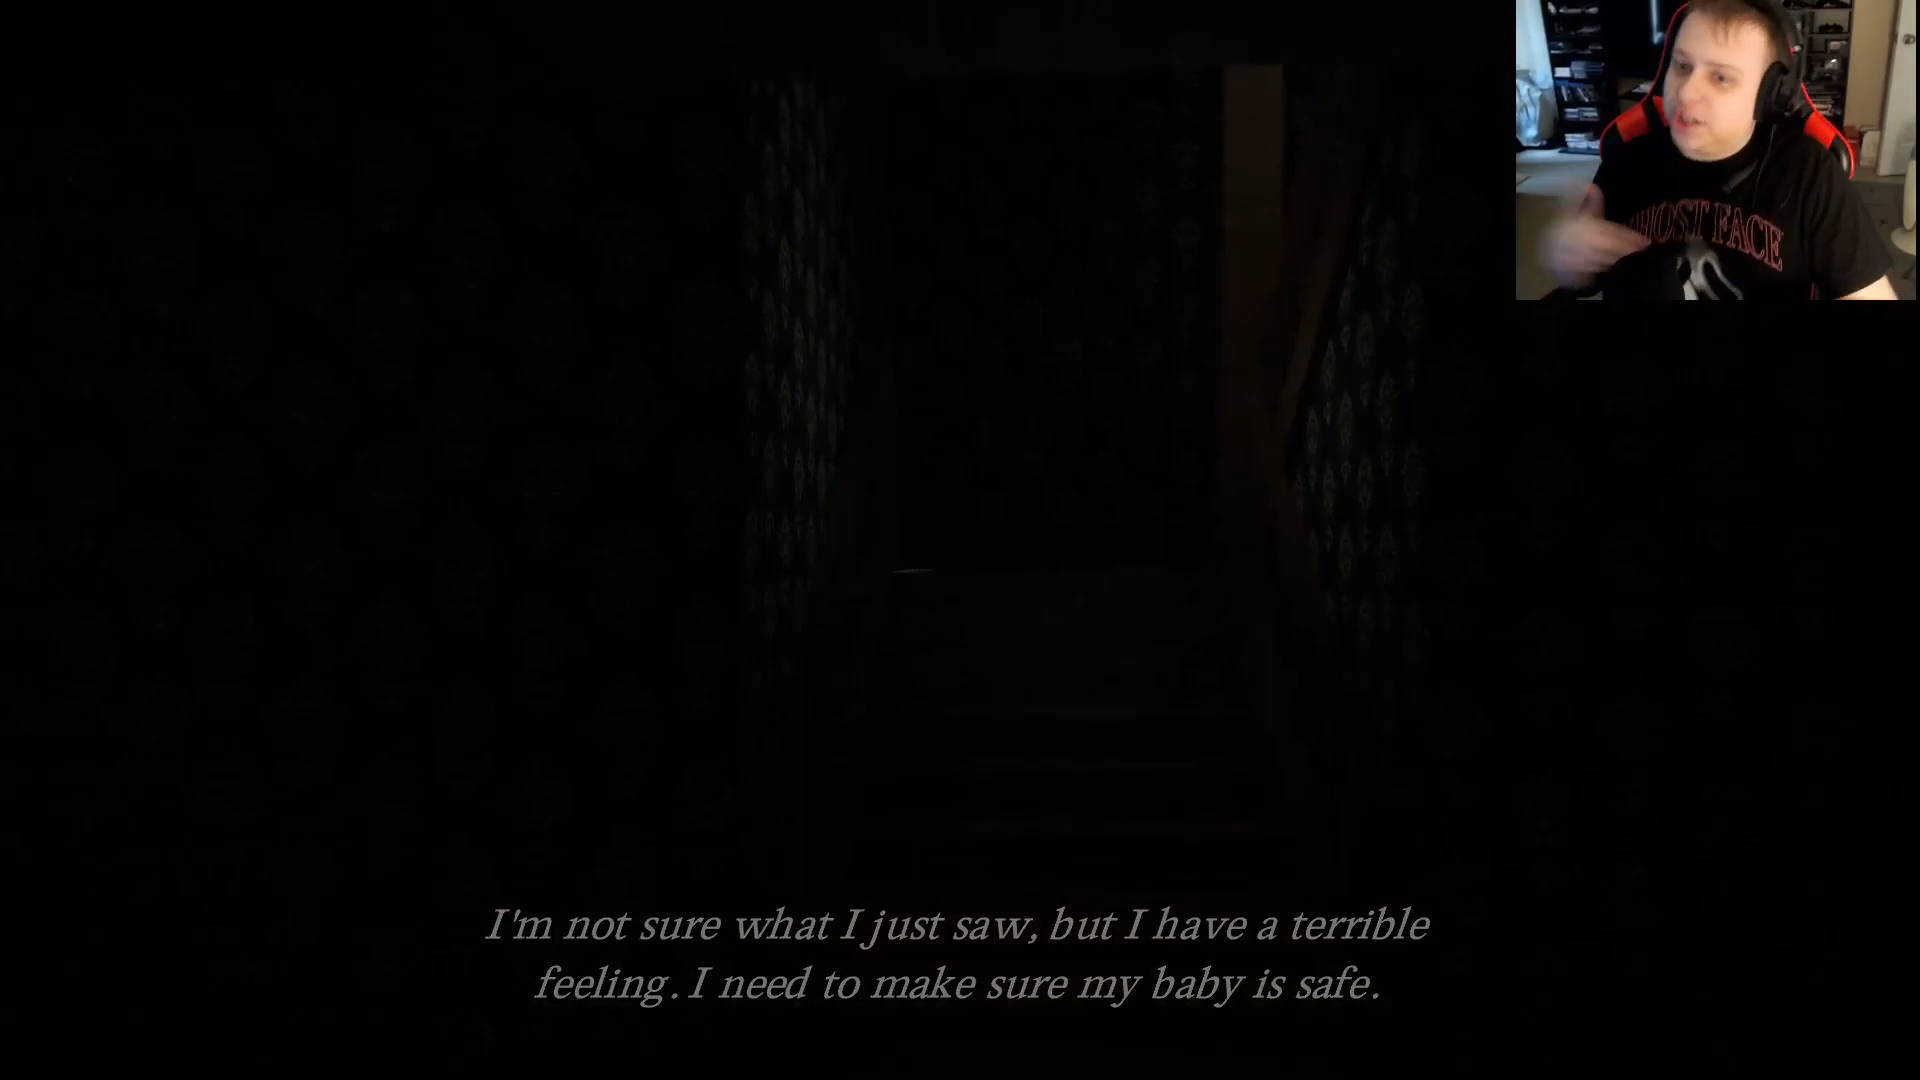 GHOST FACE
I'm not sure what I just saw, but I have a terrible
feeling. I need to make sure my baby is safe.